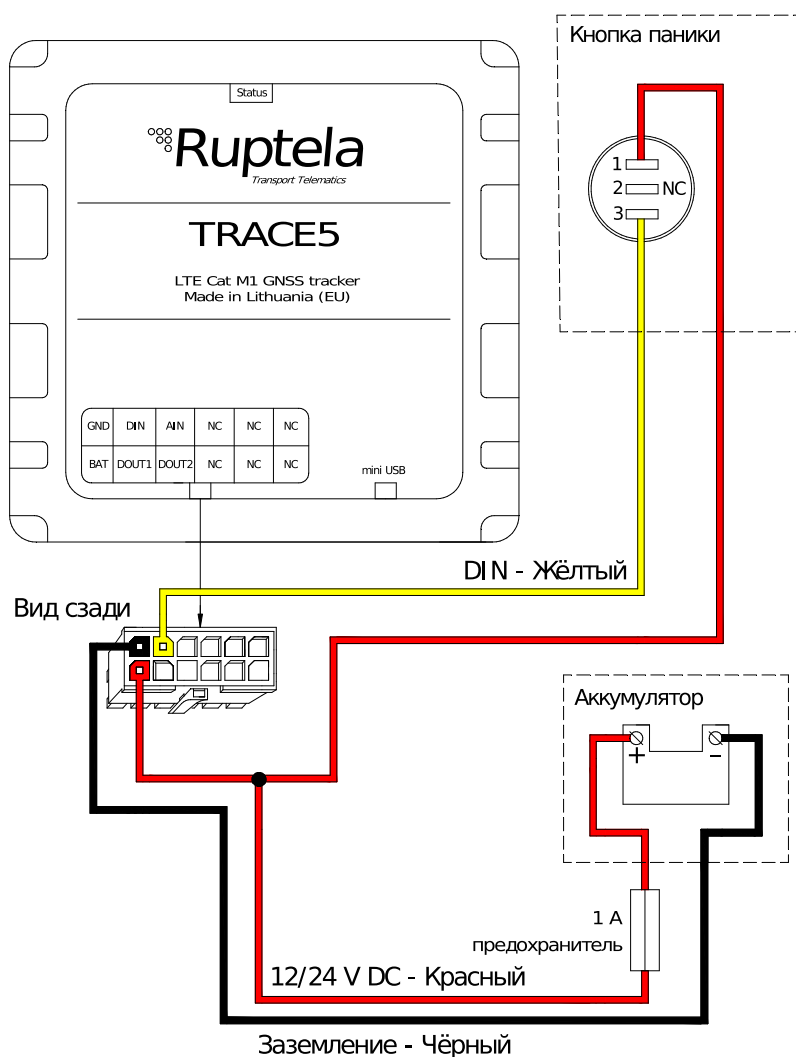 Кнопка паники
Status
Ruptela
Transport Telematics
1
2 NC
3
TRACE5
LTE Cat M1 GNSS tracker
Made in Lithuania (EU)
GND DIN AIN NC NC NC
BAT DOUT1 DOUT2 NC NC NC
mini USB
DIN - Жёлтый
Вид сзади
Аккумулятор
+ -
1 A
предохранитель
12/24 V DC - Красный
Заземление - Чёрный